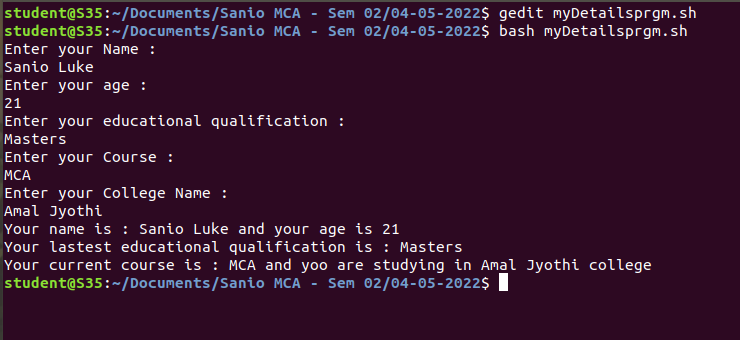 student@S35:~/Documents/Sanio MCA - Sem 02/04-05-2022$ gedit myDetailsprgm.sh
student@S35:~/Documents/Sanio MCA - Sem 02/04-05-2022$ bash myDetailsprgm.sh
Enter your Name :
Sanio Luke
Enter your age :
21
Enter your educational qualification :
Masters
Enter your Course :
MCA
Enter your College Name :
Amal Jyothi
Your name is : Sanio Luke and your age is 21
Your lastest educational qualification is : Masters
Your current course is : MCA and yoo are studying in Amal Jyothi college
student@S35:~/Documents/Sanio MCA - Sem 02/04-05-2022$